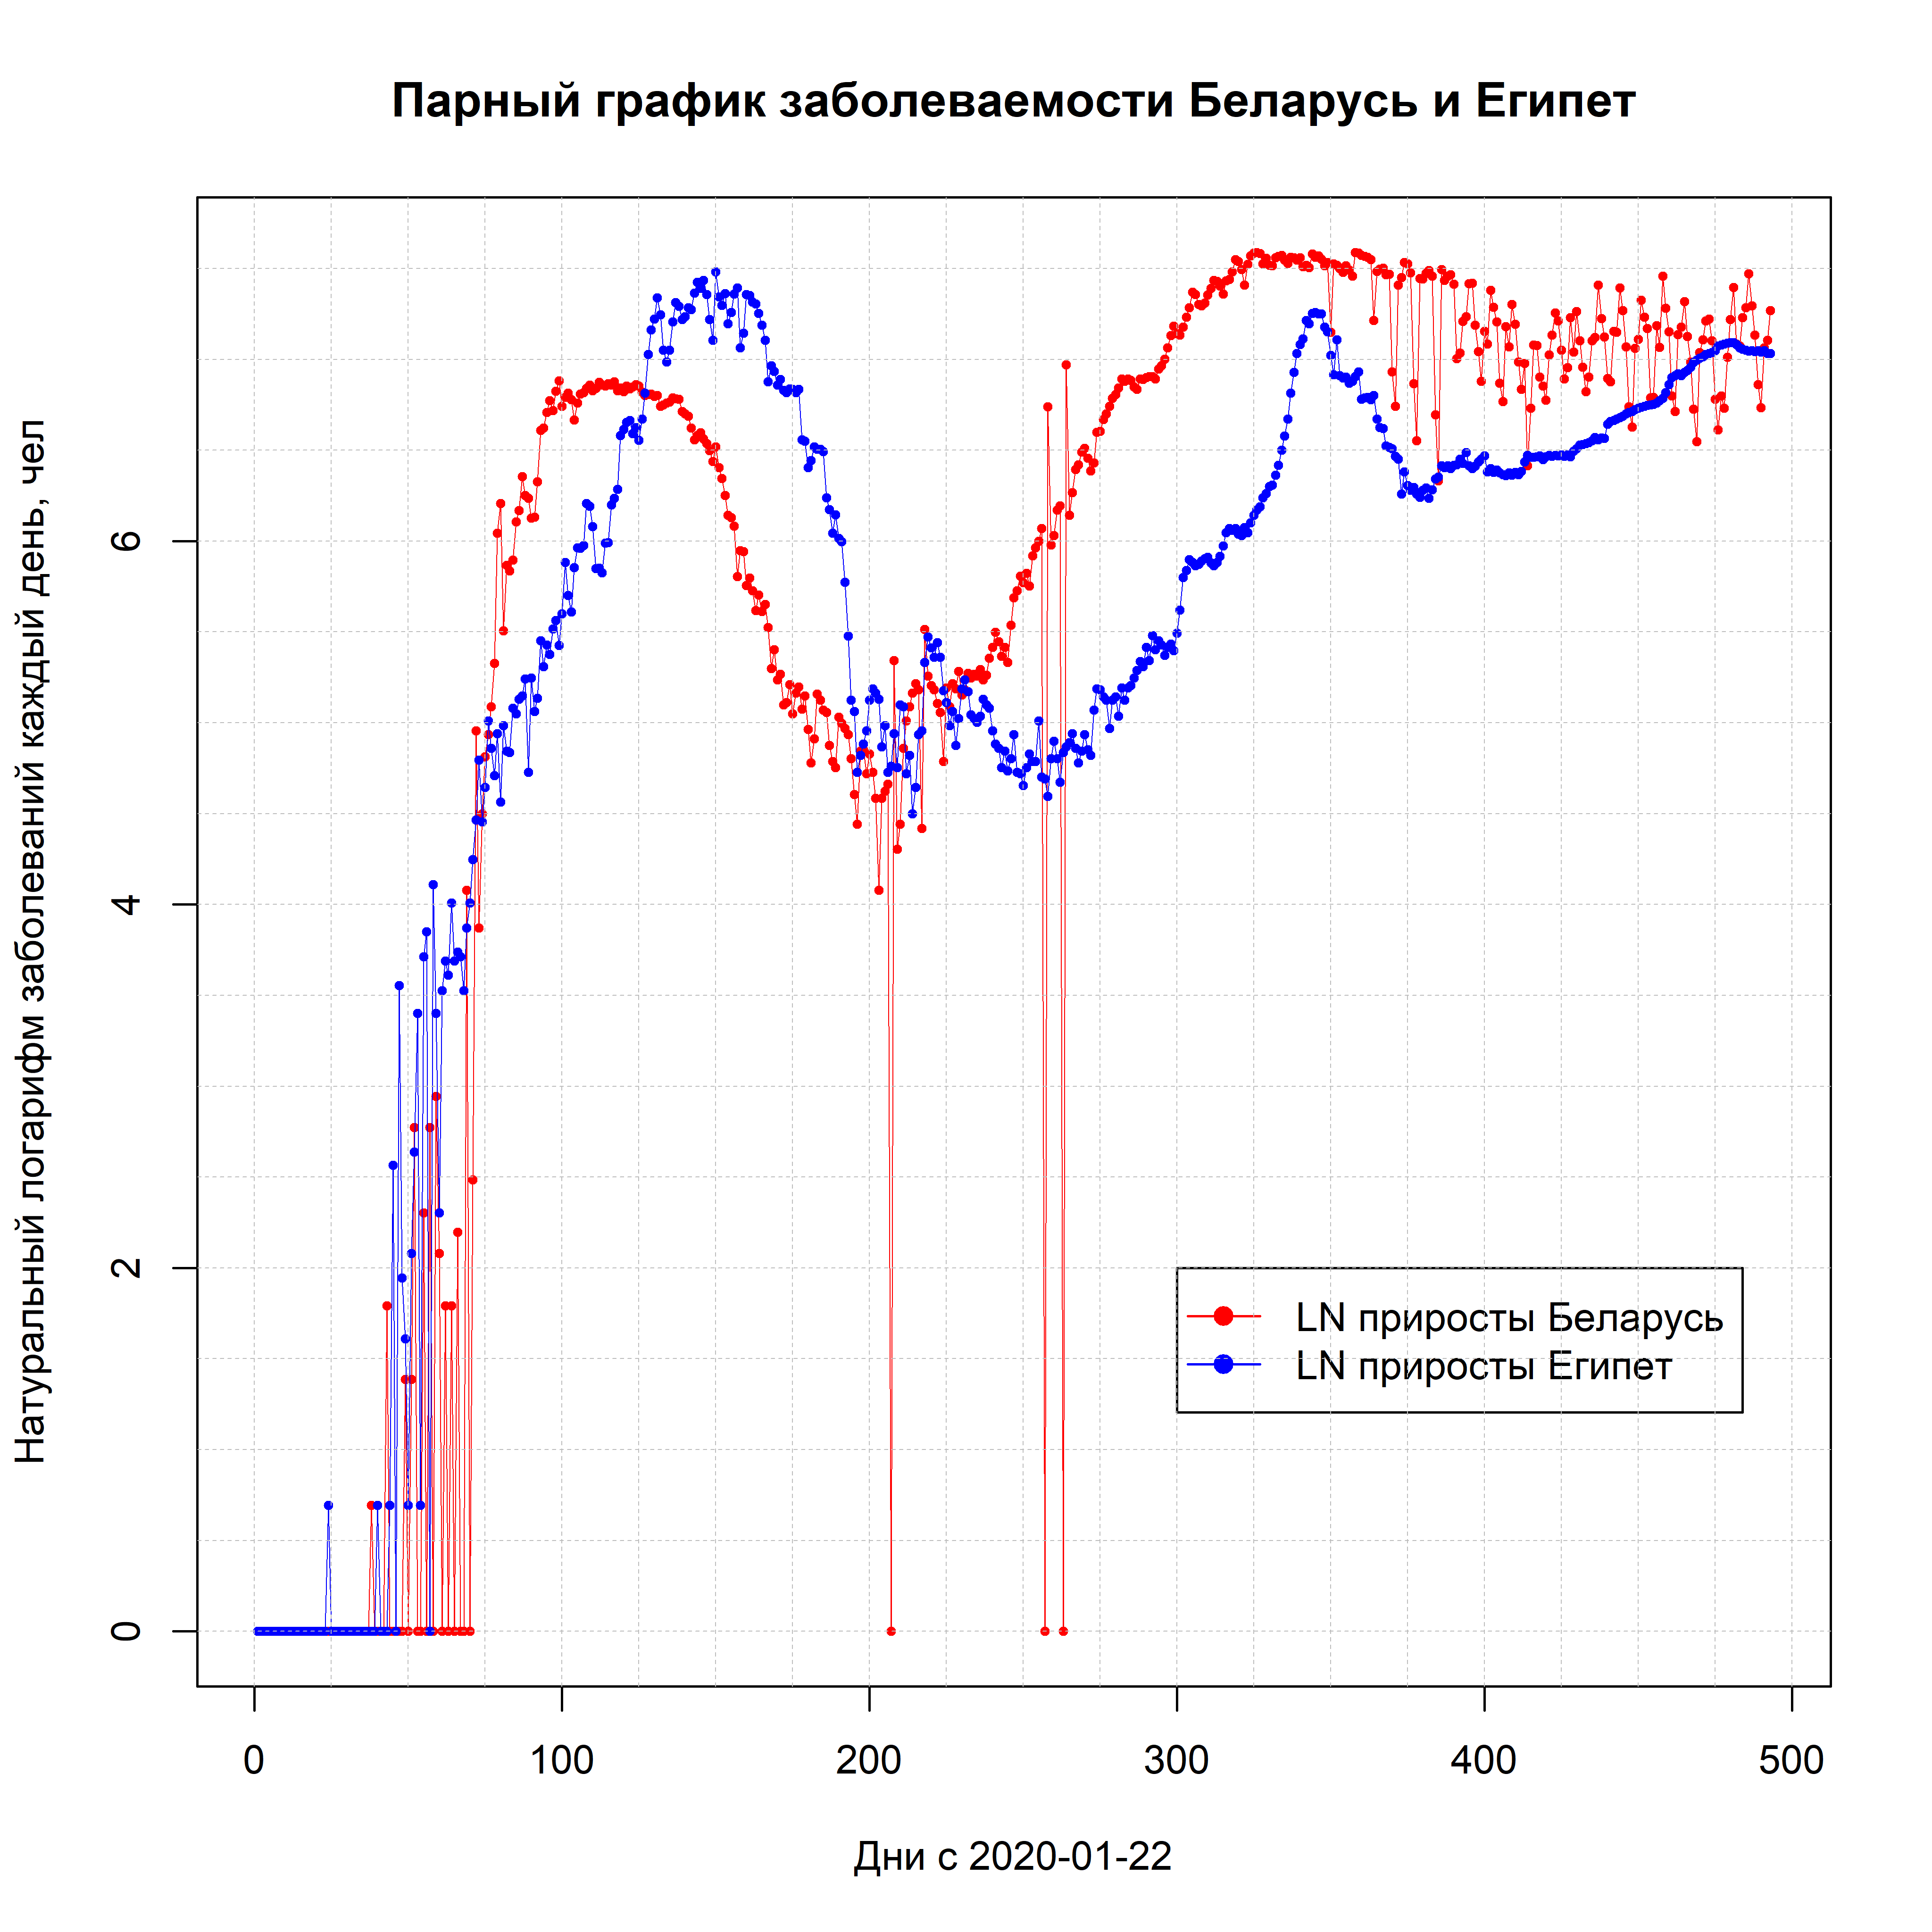 Парный график заболеваемости Беларусь и Египет
Натуральный логарифм заболеваний каждый день, чел
6
4
2
0
LN приросты Беларусь
LN приросты Египет
0 100 200 300 400 500
Дни с 2020-01-22